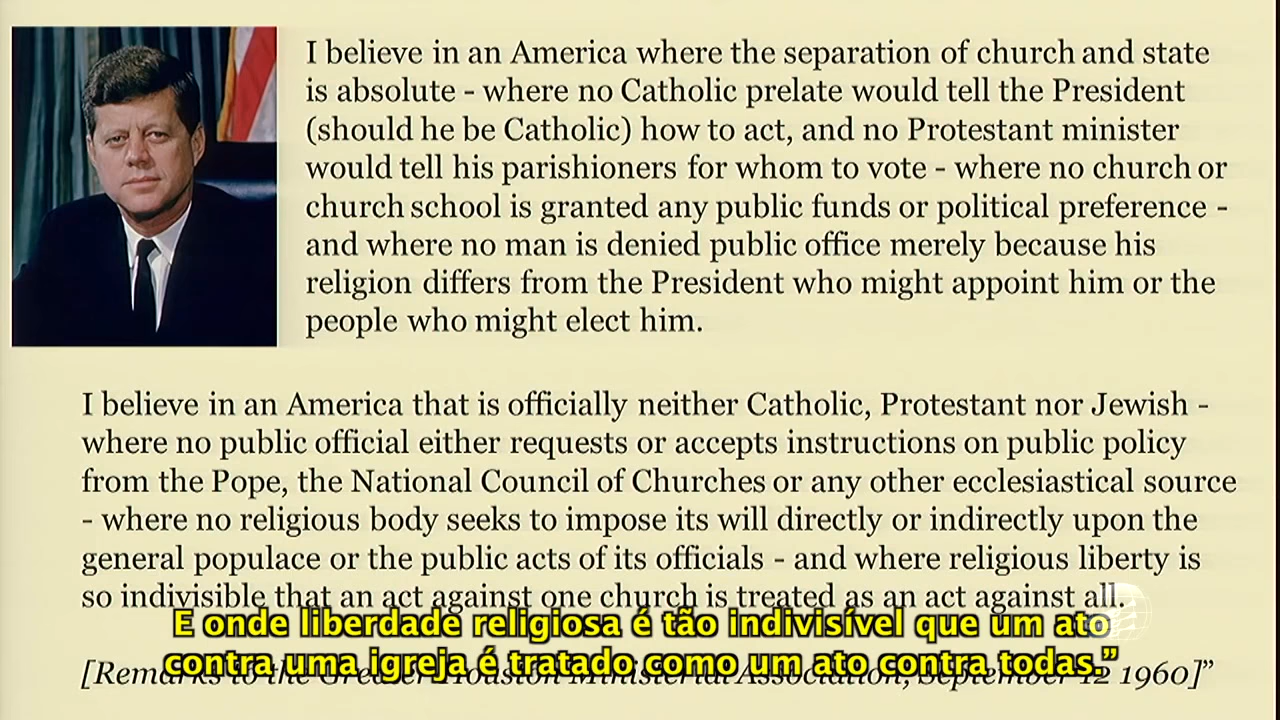 I believe in an America where the separation of church and state
is absolute - where no Catholic prelate would tell the President
(should he be Catholic) how to act, and no Protestant minister
would tell his parishioners for whom to vote - where no church or
church school is granted any public funds or political preference -
and where no man is denied public office merely because his
religion differs from the President who might appoint him or the
people who might elect him.
I believe in an America that is officially neither Catholic, Protestant nor Jewish -
where no public official either requests or accepts instructions on public policy
from the Pope, the National Council of Churches or any other ecclesiastical source
- where no religious body seeks to impose its will directly or indirectly upon the
general populace or the public acts of its officials - and where religious liberty is
so indivisible that an act against one church is treated as an act against all.
E onde liberdade religiosa é tão indivisível que um ato
contra uma igreja é tratado como um ato contra todas.”
[Remarks to the Greater Houston Ministerial Association, September 12 1960]”